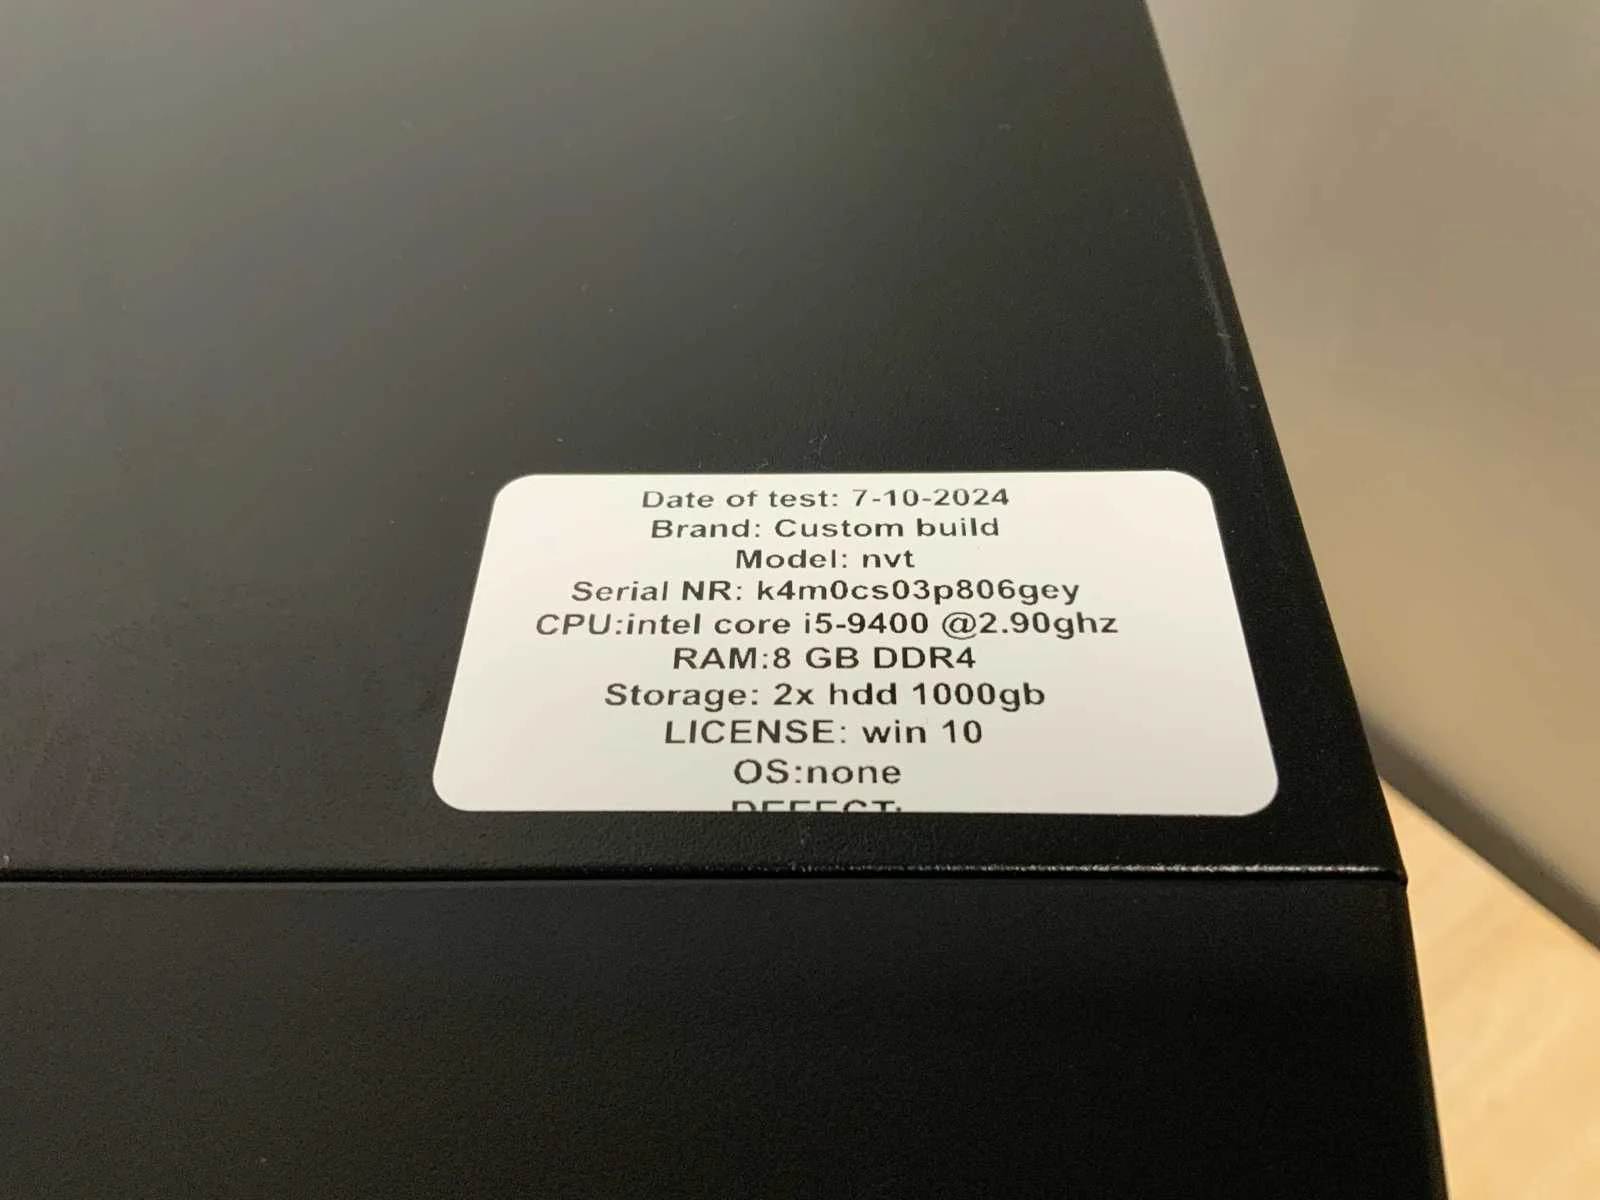 Date of test: 7-10-2024
Brand: Custom build
Model: nvt
Serial NR: k4m0cs03p806gey
CPU:intel core i5-9400 @2.90ghz
RAM:8 GB DDR4
Storage: 2x hdd 1000gb
LICENSE: win 10
OS:none
DEFECT: